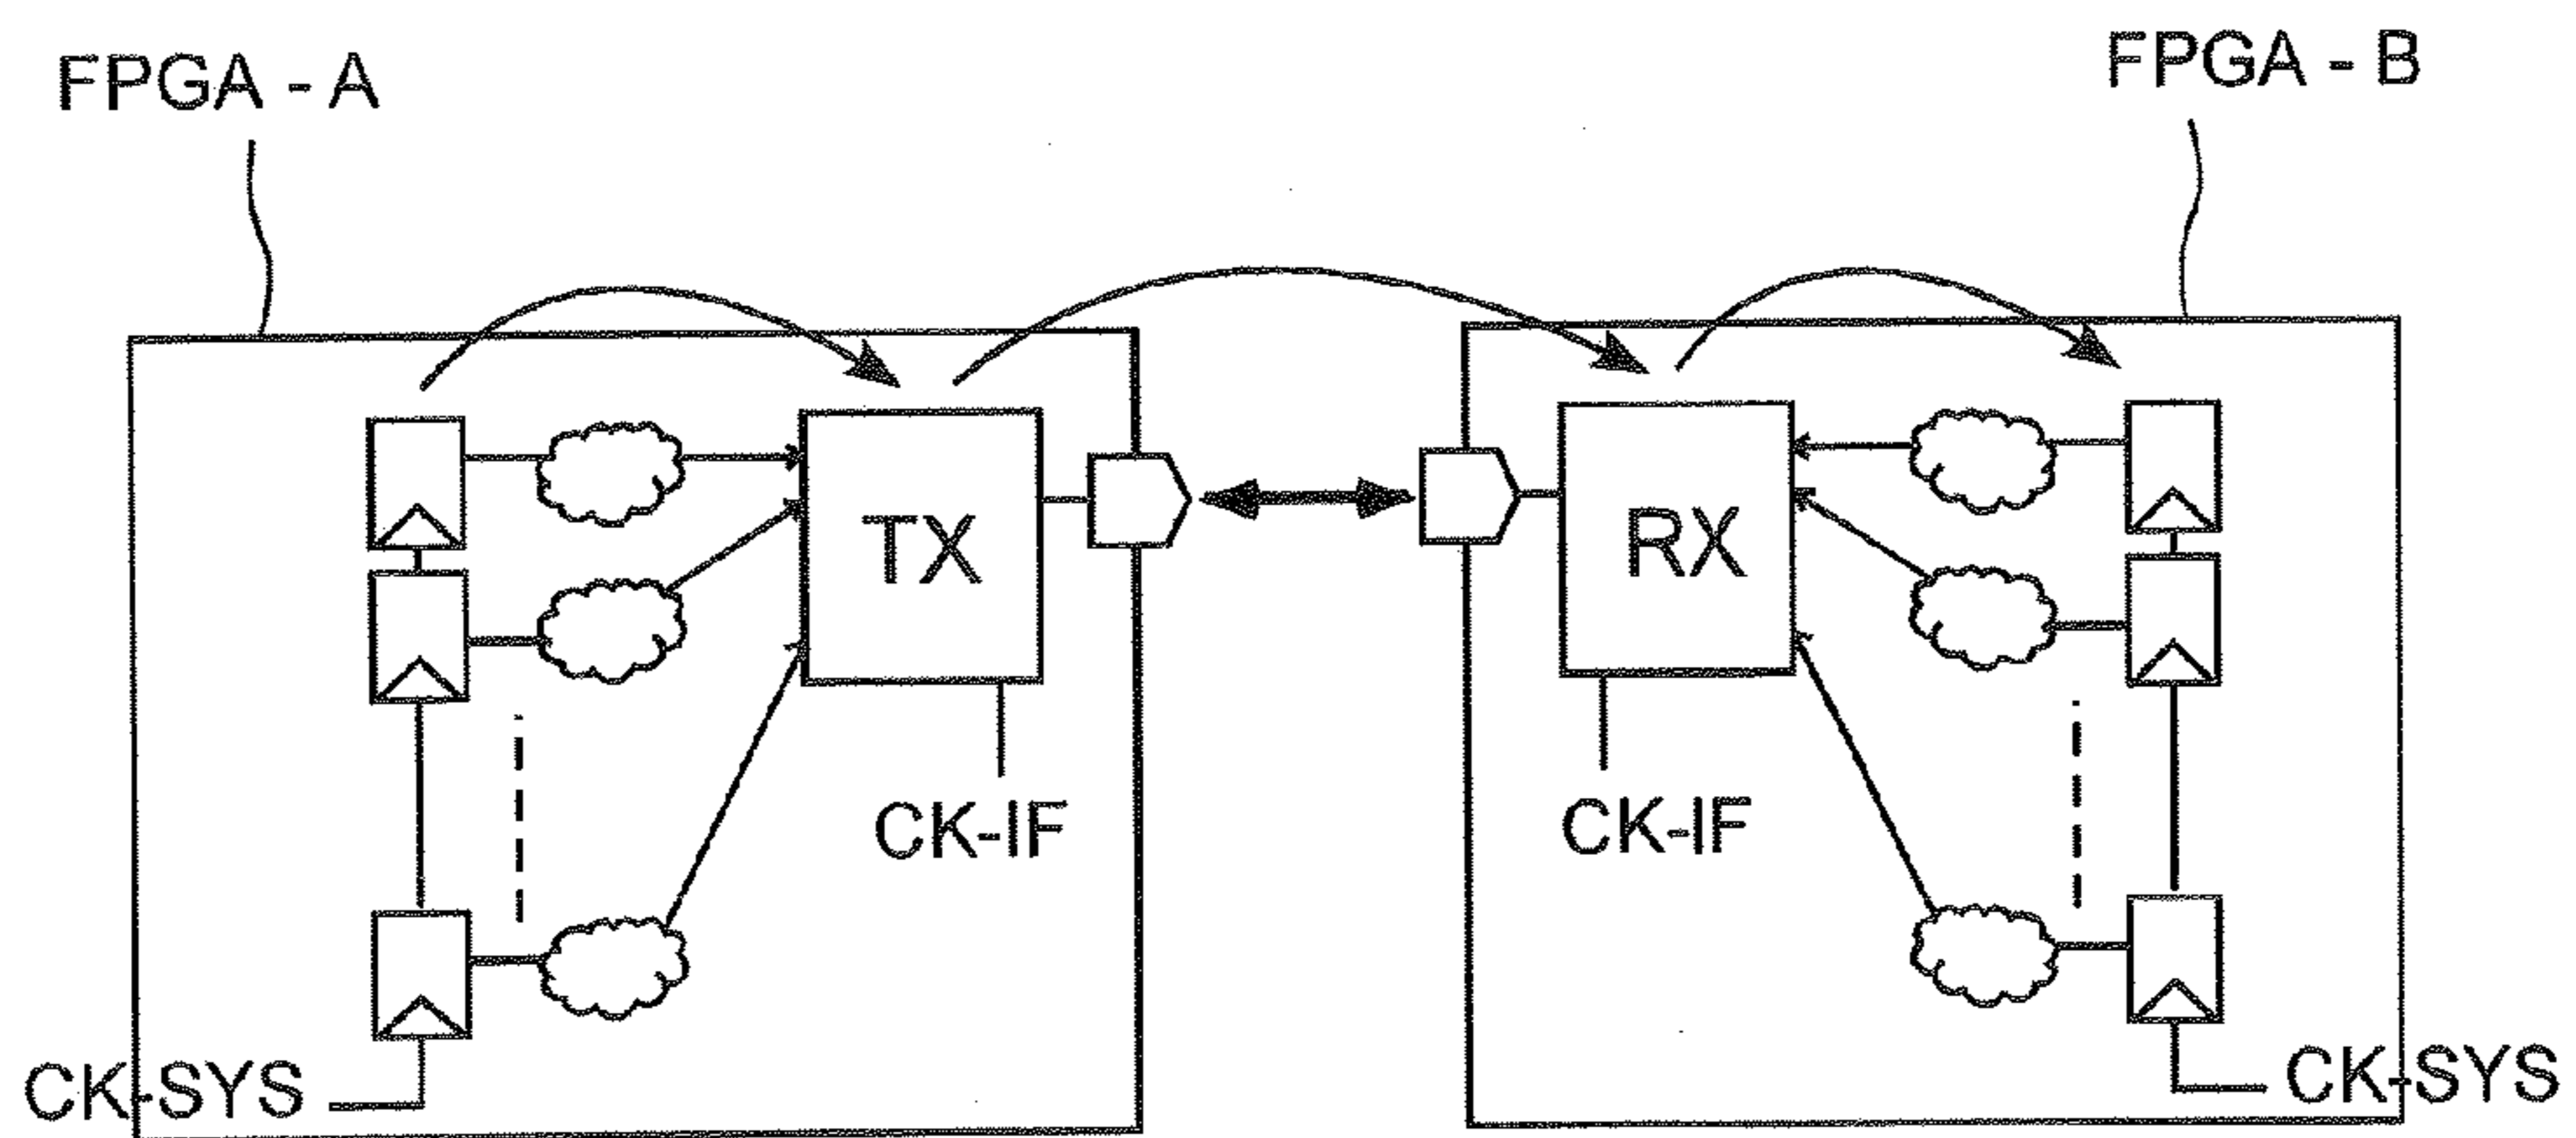 FPGA - A
FPGA - B
TX
RX
CK-IF
CK-IF
CK-SYS
CK-SYS